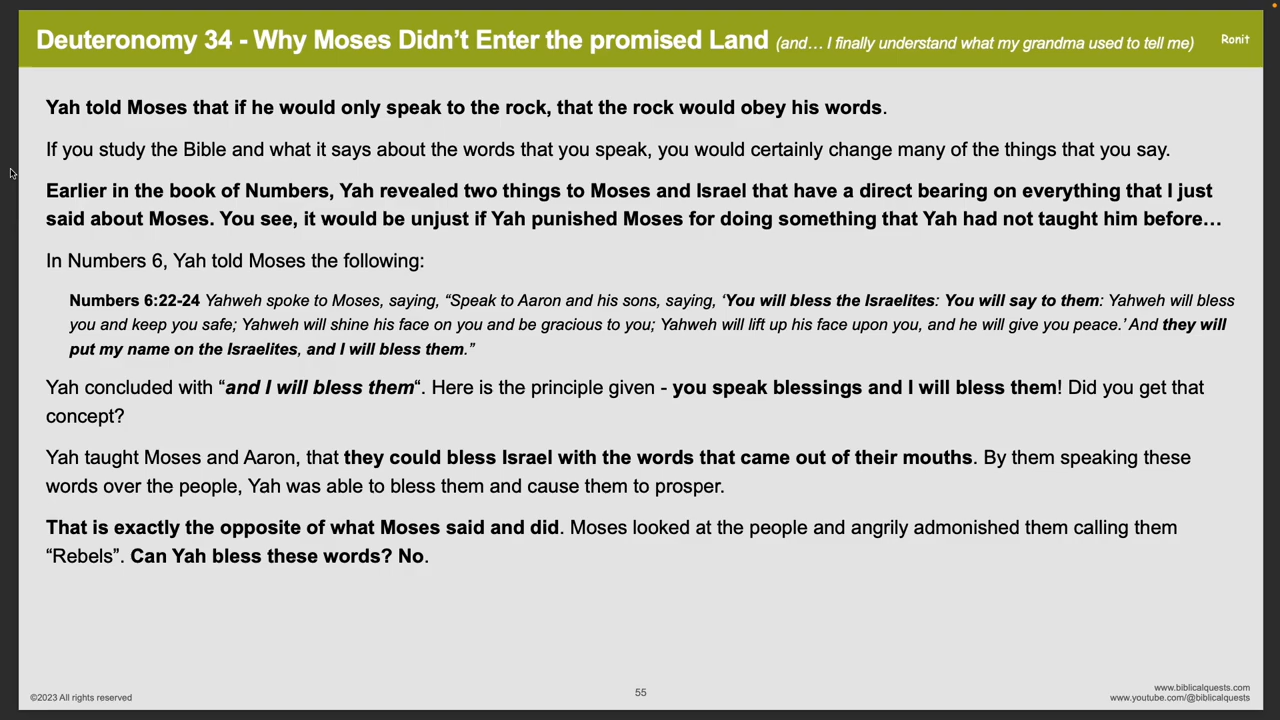 Deuteronomy 34 - Why Moses Didn’t Enter the promised Land (and… I finally understand what my grandma used to tell me)
Ronit
Yah told Moses that if he would only speak to the rock, that the rock would obey his words.
If you study the Bible and what it says about the words that you speak, you would certainly change many of the things that you say.
Earlier in the book of Numbers, Yah revealed two things to Moses and Israel that have a direct bearing on everything that I just
said about Moses. You see, it would be unjust if Yah punished Moses for doing something that Yah had not taught him before…
In Numbers 6, Yah told Moses the following:
Numbers 6:22-24 Yahweh spoke to Moses, saying, “Speak to Aaron and his sons, saying, ‘You will bless the Israelites: You will say to them: Yahweh will bless
you and keep you safe; Yahweh will shine his face on you and be gracious to you; Yahweh will lift up his face upon you, and he will give you peace.’ And they will
put my name on the Israelites, and I will bless them.”
Yah concluded with “and I will bless them“. Here is the principle given - you speak blessings and I will bless them! Did you get that
concept?
Yah taught Moses and Aaron, that they could bless Israel with the words that came out of their mouths. By them speaking these
words over the people, Yah was able to bless them and cause them to prosper.
That is exactly the opposite of what Moses said and did. Moses looked at the people and angrily admonished them calling them
“Rebels”. Can Yah bless these words? No.
©2023 All rights reserved
55
www.biblicalquests.com
www.youtube.com/@biblicalquests